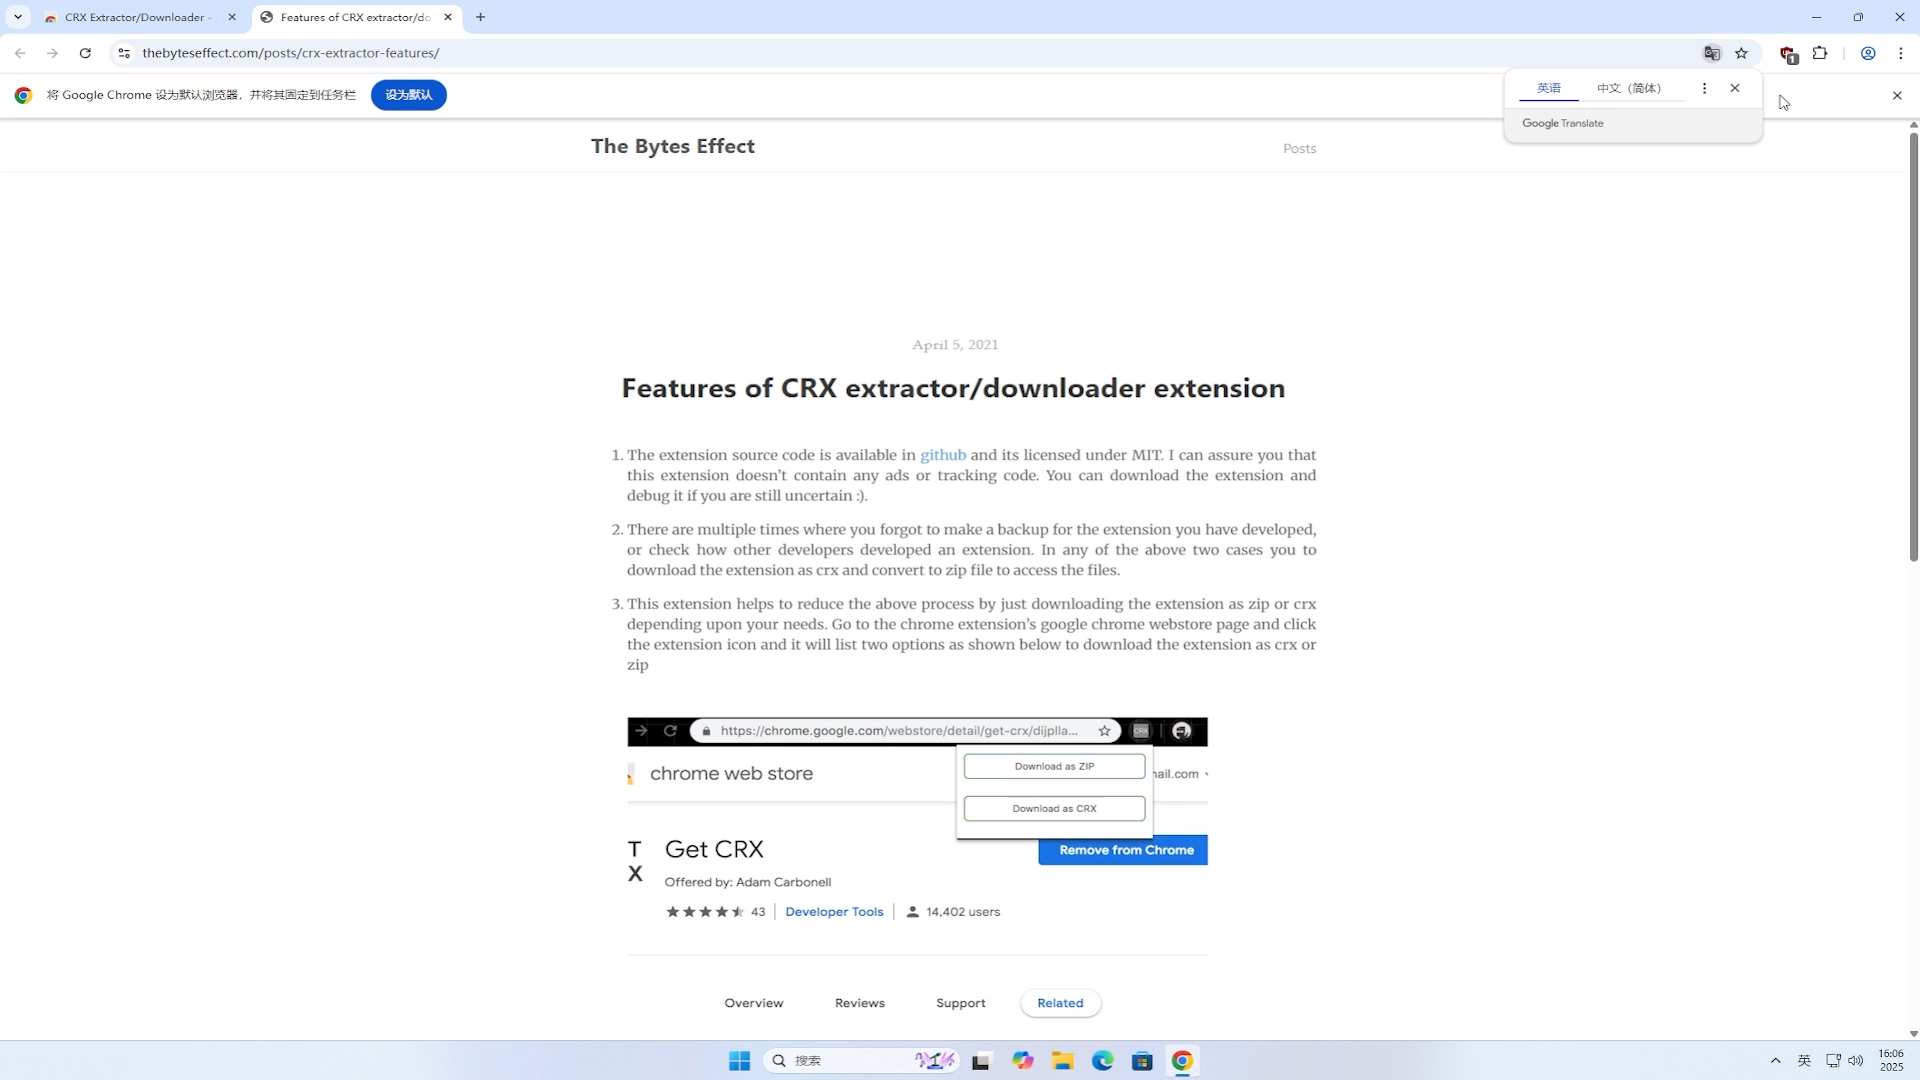 CRX Extractor/Downloader -
Features of CRX extractor/do
thebyteseffect.com/posts/crx-extractor-features/
1
将 Google Chrome 设为默认浏览器，并将其固定到任务栏
设为默认
英语
中文（简体）
Google Translate
The Bytes Effect
Posts
April 5, 2021
Features of CRX extractor/downloader extension
1. The extension source code is available in github and its licensed under MIT. I can assure you that
this extension doesn't contain any ads or tracking code. You can download the extension and
debug it if you are still uncertain :).
2. There are multiple times where you forgot to make a backup for the extension you have developed,
or check how other developers developed an extension. In any of the above two cases you to
download the extension as crx and convert to zip file to access the files.
3. This extension helps to reduce the above process by just downloading the extension as zip or crx
depending upon your needs. Go to the chrome extension's google chrome webstore page and click
the extension icon and it will list two options as shown below to download the extension as crx or
zip
https://chrome.google.com/webstore/detail/get-crx/dijplla...
CRX
chrome web store
Download as ZIP
nail.com
Download as CRX
T
X
Get CRX
Remove from Chrome
Offered by: Adam Carbonell
43
Developer Tools
14,402 users
Overview
Reviews
Support
Related
搜索
英
16:06
2025